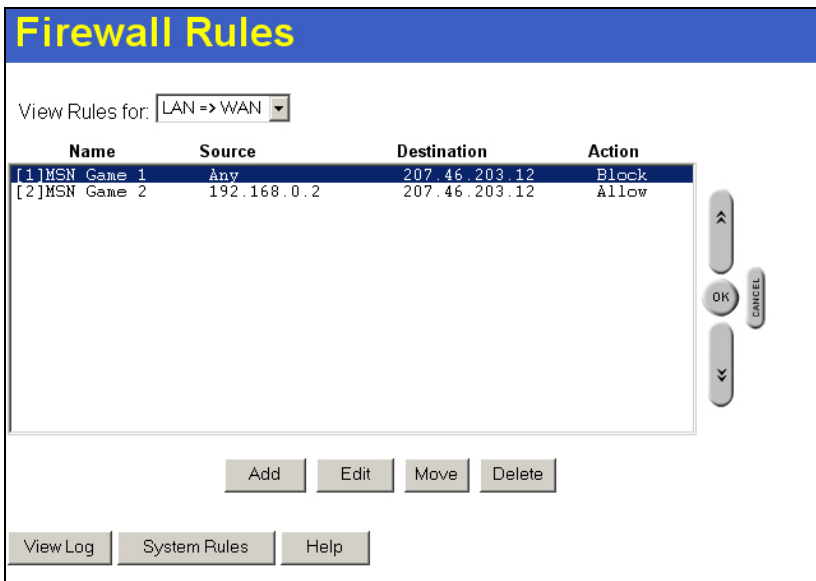 Firewall Rules
View Rules for: LAN => WAN
Name Source Destination Action
[1]MSN Game 1 Any 207.46.203.12 Block
[2]MSN Game 2 192.168.0.2 207.46.203.12 Allow
OK CANCEL
Add Edit Move Delete
View Log System Rules Help